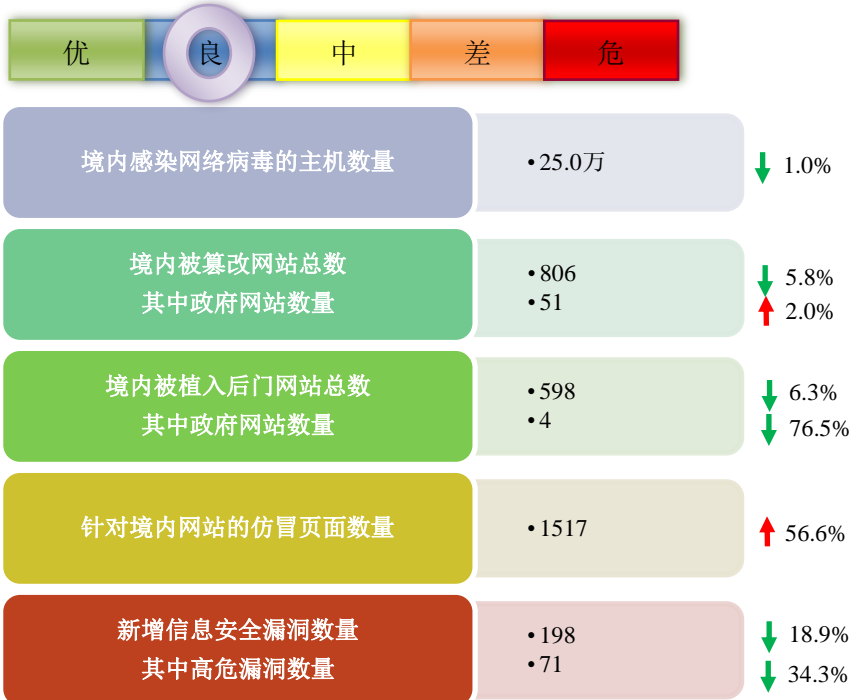 优 良 中 差 危
境内感染网络病毒的主机数量
•25.0万
1.0%
境内被篡改网站总数
其中政府网站数量
•806
•51
5.8%
2.0%
境内被植入后门网站总数
其中政府网站数量
•598
•4
6.3%
76.5%
针对境内网站的仿冒页面数量
•1517
56.6%
新增信息安全漏洞数量
其中高危漏洞数量
•198
•71
18.9%
34.3%